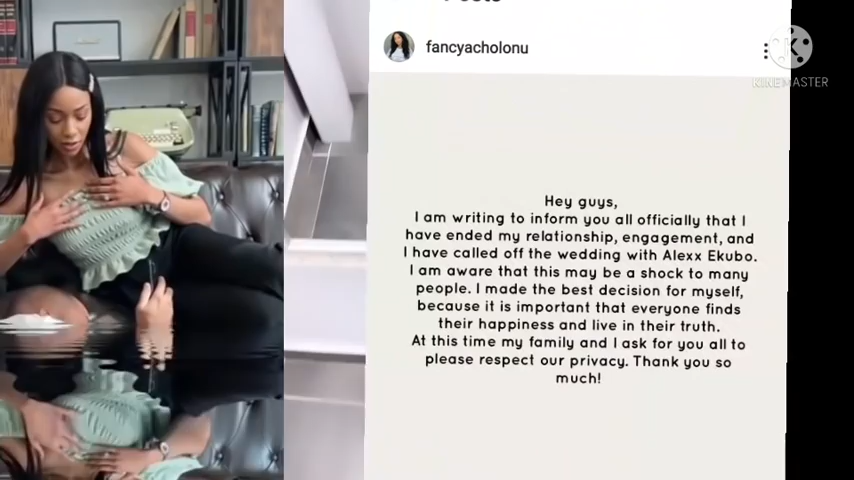 fancyacholonu
K
KINEMASTER
Hey guys,
I am writing to inform you all officially that I
have ended my relationship, engagement, and
I have called off the wedding with Alexx Ekubo.
I am aware that this may be a shock to many
people. I made the best decision for myself,
because it is important that everyone finds
their happiness and live in their truth.
At this time my family and I ask for you all to
please respect our privacy. Thank you so
much!